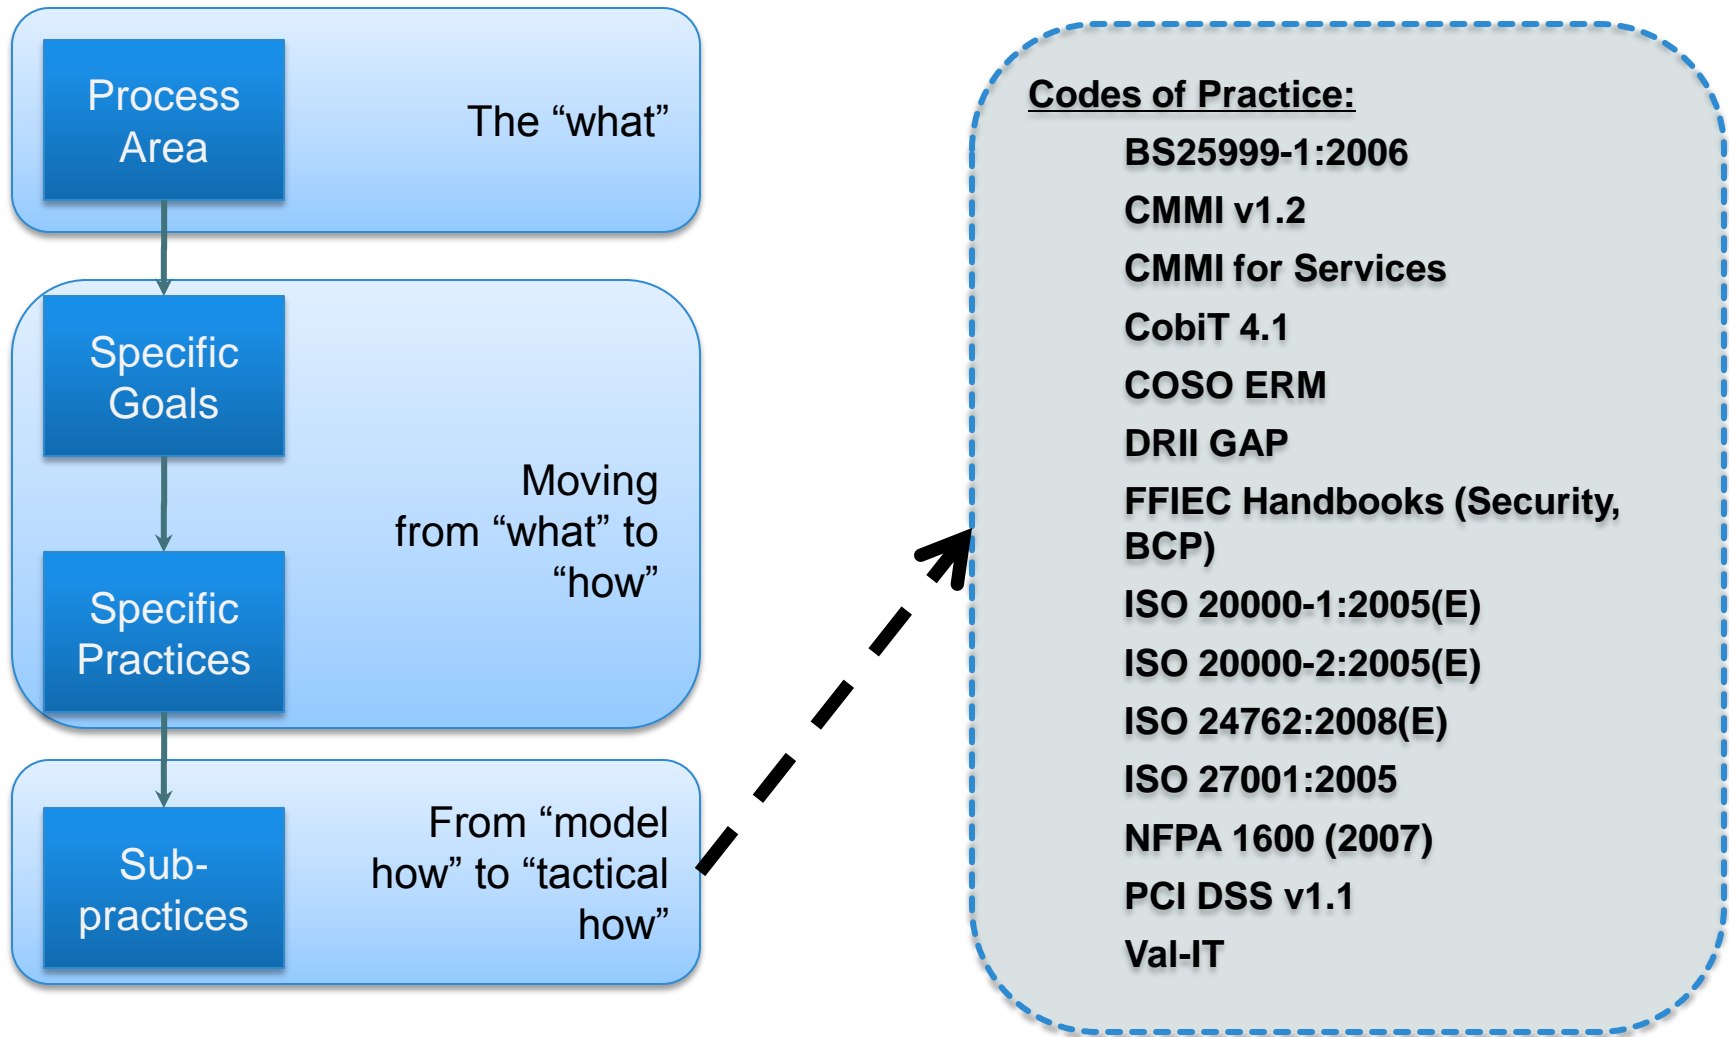 Process
Area
The “what”
Specific
Goals
Moving
from “what” to
“how”
Specific
Practices
Sub-
practices
From “model
how” to “tactical
how”
Codes of Practice:
BS25999-1:2006
CMMI v1.2
CMMI for Services
CobiT 4.1
COSO ERM
DRII GAP
FFIEC Handbooks (Security,
BCP)
ISO 20000-1:2005(E)
ISO 20000-2:2005(E)
ISO 24762:2008(E)
ISO 27001:2005
NFPA 1600 (2007)
PCI DSS v1.1
Val-IT